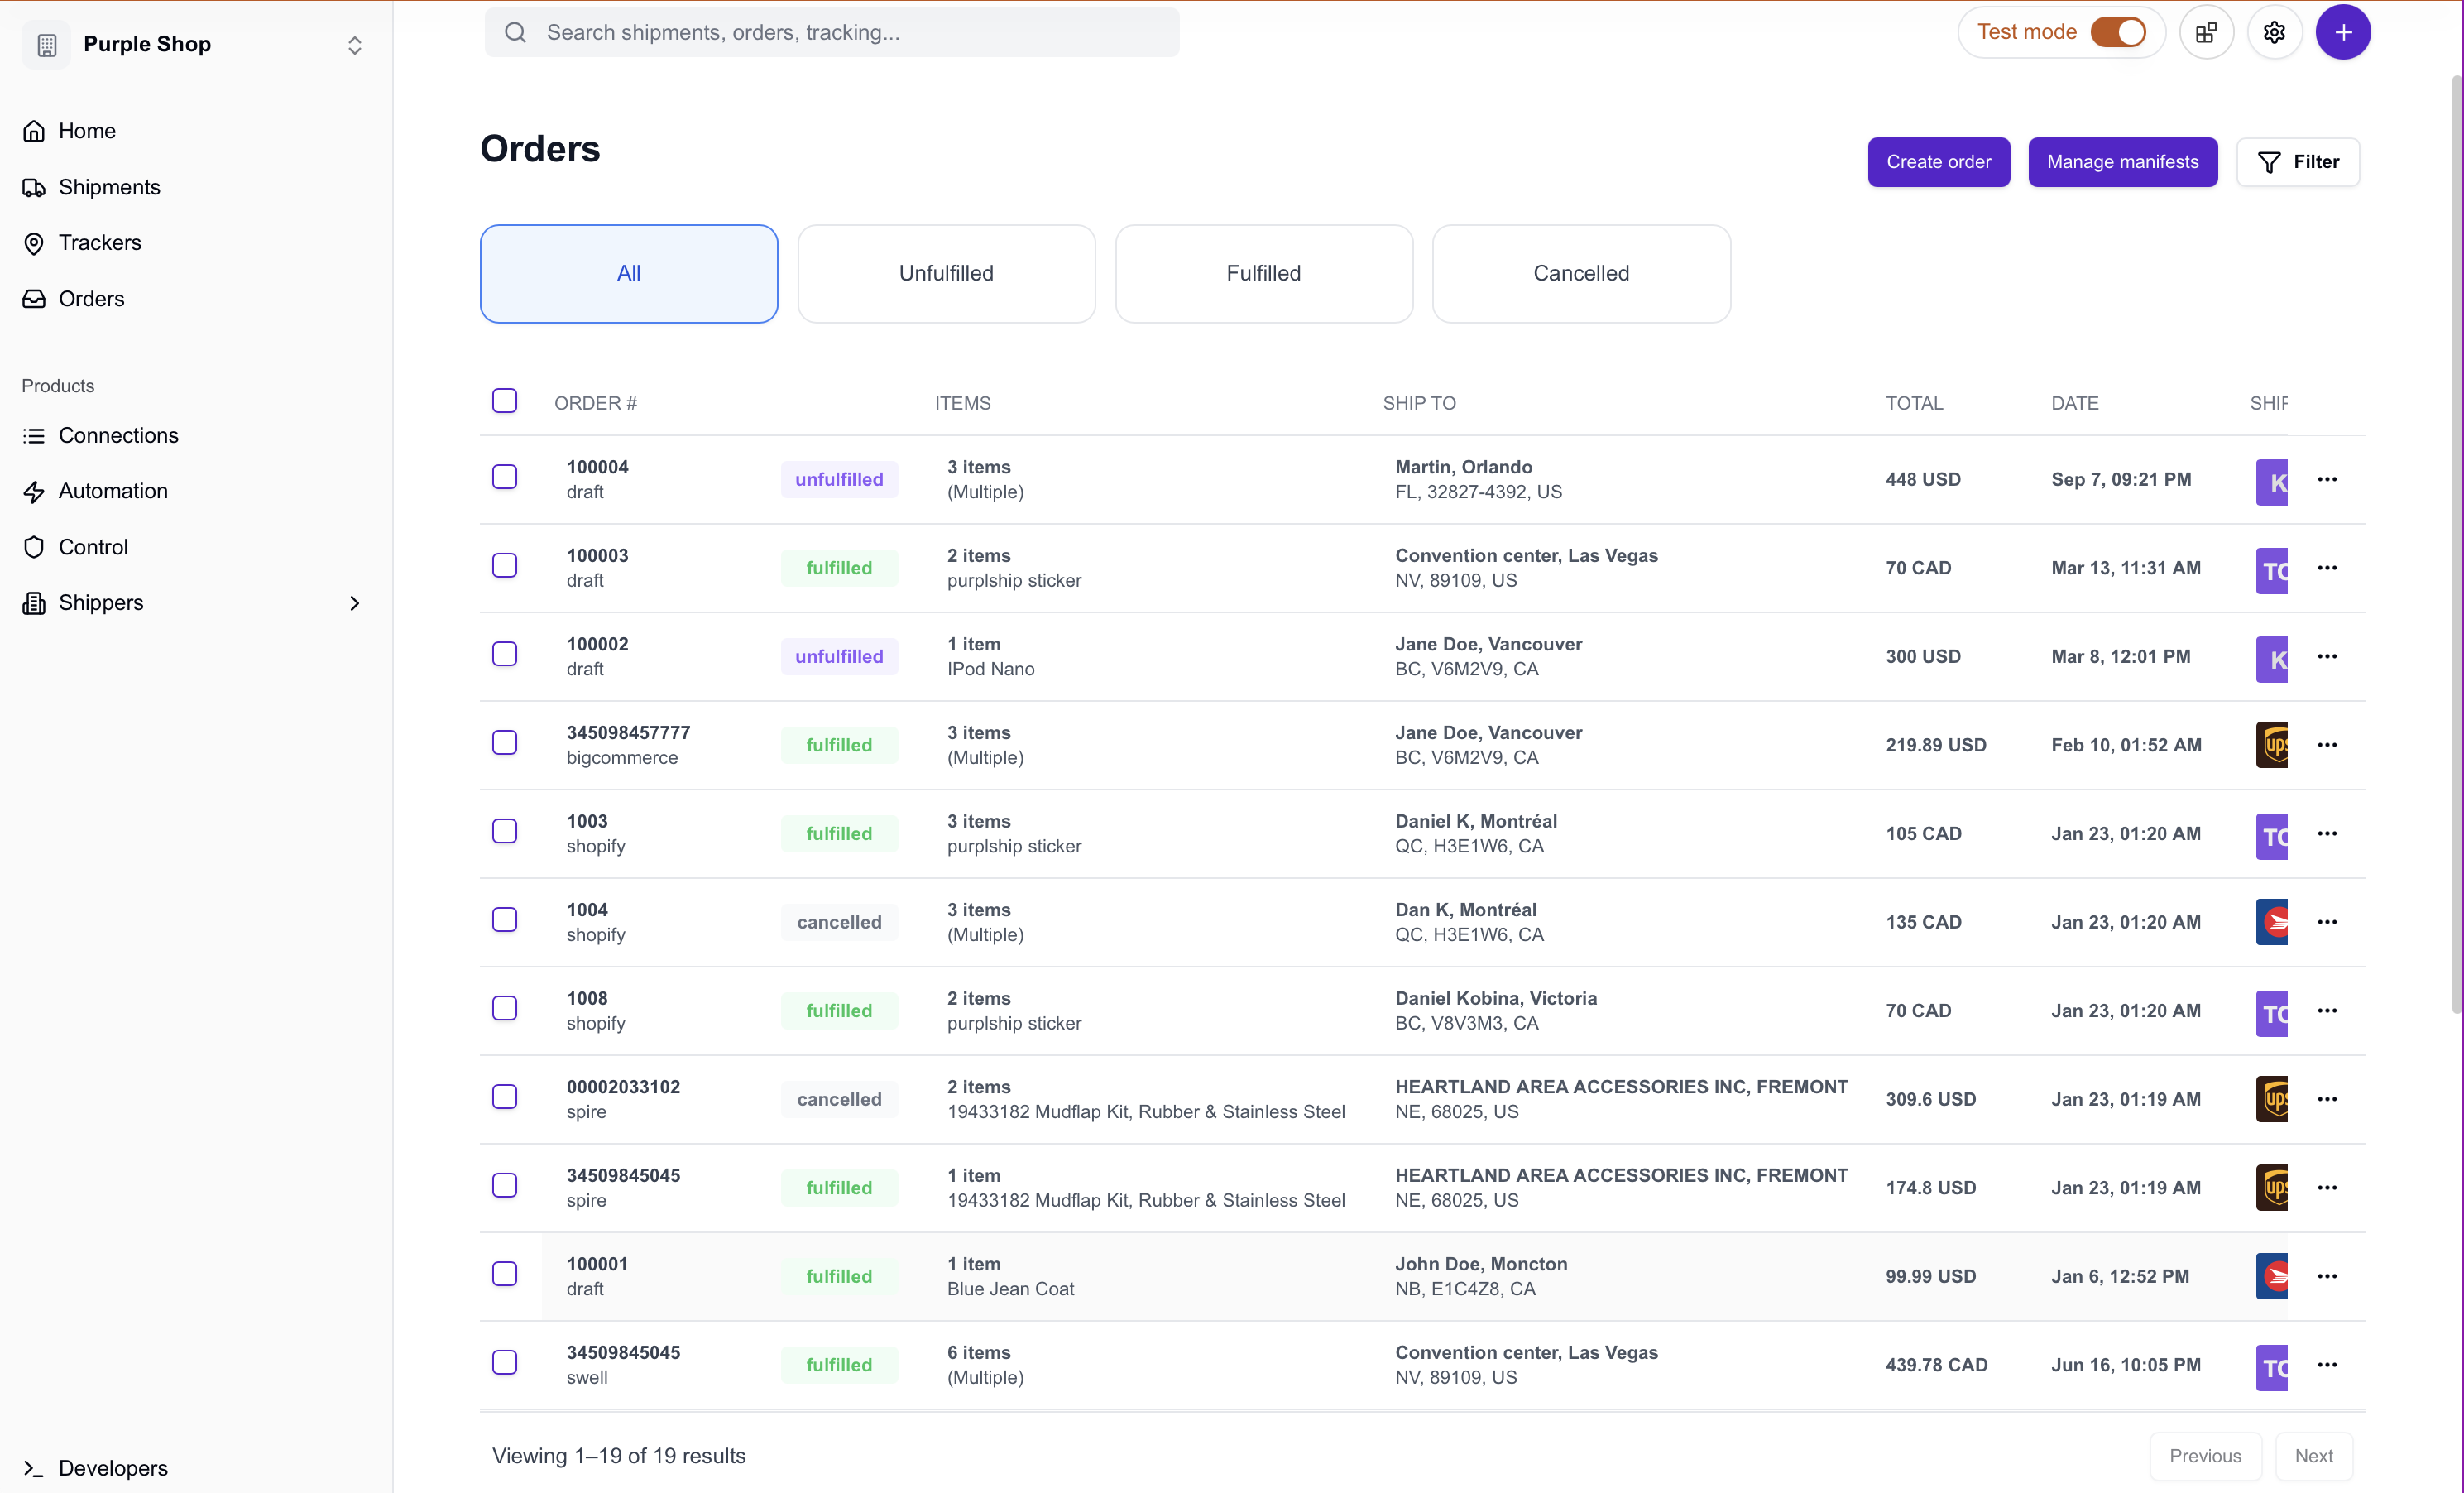 Purple Shop
Search shipments, orders, tracking...
Test mode
Home
Shipments
Trackers
Orders
Products
Connections
Automation
Control
Shippers
Developers
Orders
Create order
Manage manifests
Filter
All
Unfulfilled
Fulfilled
Cancelled
ORDER # ITEMS SHIP TO TOTAL DATE SHIP
100004 unfulfilled 3 items Martin, Orlando 448 USD Sep 7, 09:21 PM K
draft (Multiple) FL, 32827-4392, US
100003 fulfilled 2 items Convention center, Las Vegas 70 CAD Mar 13, 11:31 AM TO
draft purplship sticker NV, 89109, US
100002 unfulfilled 1 item Jane Doe, Vancouver 300 USD Mar 8, 12:01 PM K
draft IPod Nano BC, V6M2V9, CA
345098457777 fulfilled 3 items Jane Doe, Vancouver 219.89 USD Feb 10, 01:52 AM ups
bigcommerce (Multiple) BC, V6M2V9, CA
1003 fulfilled 3 items Daniel K, Montréal 105 CAD Jan 23, 01:20 AM TO
shopify purplship sticker QC, H3E1W6, CA
1004 cancelled 3 items Dan K, Montréal 135 CAD Jan 23, 01:20 AM
shopify (Multiple) QC, H3E1W6, CA
1008 fulfilled 2 items Daniel Kobina, Victoria 70 CAD Jan 23, 01:20 AM TO
shopify purplship sticker BC, V8V3M3, CA
00002033102 cancelled 2 items HEARTLAND AREA ACCESSORIES INC, FREMONT 309.6 USD Jan 23, 01:19 AM ups
spire 19433182 Mudflap Kit, Rubber & Stainless Steel NE, 68025, US
34509845045 fulfilled 1 item HEARTLAND AREA ACCESSORIES INC, FREMONT 174.8 USD Jan 23, 01:19 AM ups
spire 19433182 Mudflap Kit, Rubber & Stainless Steel NE, 68025, US
100001 fulfilled 1 item John Doe, Moncton 99.99 USD Jan 6, 12:52 PM
draft Blue Jean Coat NB, E1C4Z8, CA
34509845045 fulfilled 6 items Convention center, Las Vegas 439.78 CAD Jun 16, 10:05 PM TO
swell (Multiple) NV, 89109, US
Viewing 1–19 of 19 results
Previous
Next